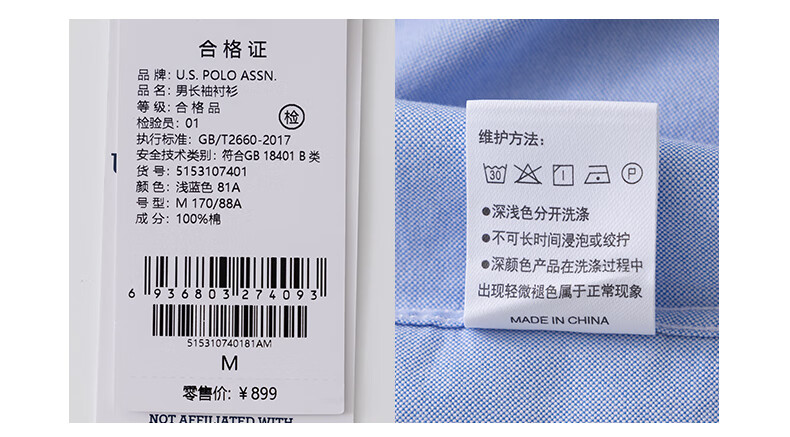 合格证
品 牌: U.S. POLO ASSN.
品 名: 男长袖衬衫
等 级: 合格品
检验员: 01
检
执行标准: GB/T2660-2017
安全技术类别: 符合GB 18401 B 类
货 号: 5153107401
颜 色: 浅蓝色 81A
号 型: M 170/88A
成 分: 100%棉
6 936803 274093
515310740181AM
M
零售价: ¥899
NOT AFFILIATED WITH
维护方法:
30
P
●深浅色分开洗涤
●不可长时间浸泡或绞拧
●深颜色产品在洗涤过程中
出现轻微褪色属于正常现象
MADE IN CHINA